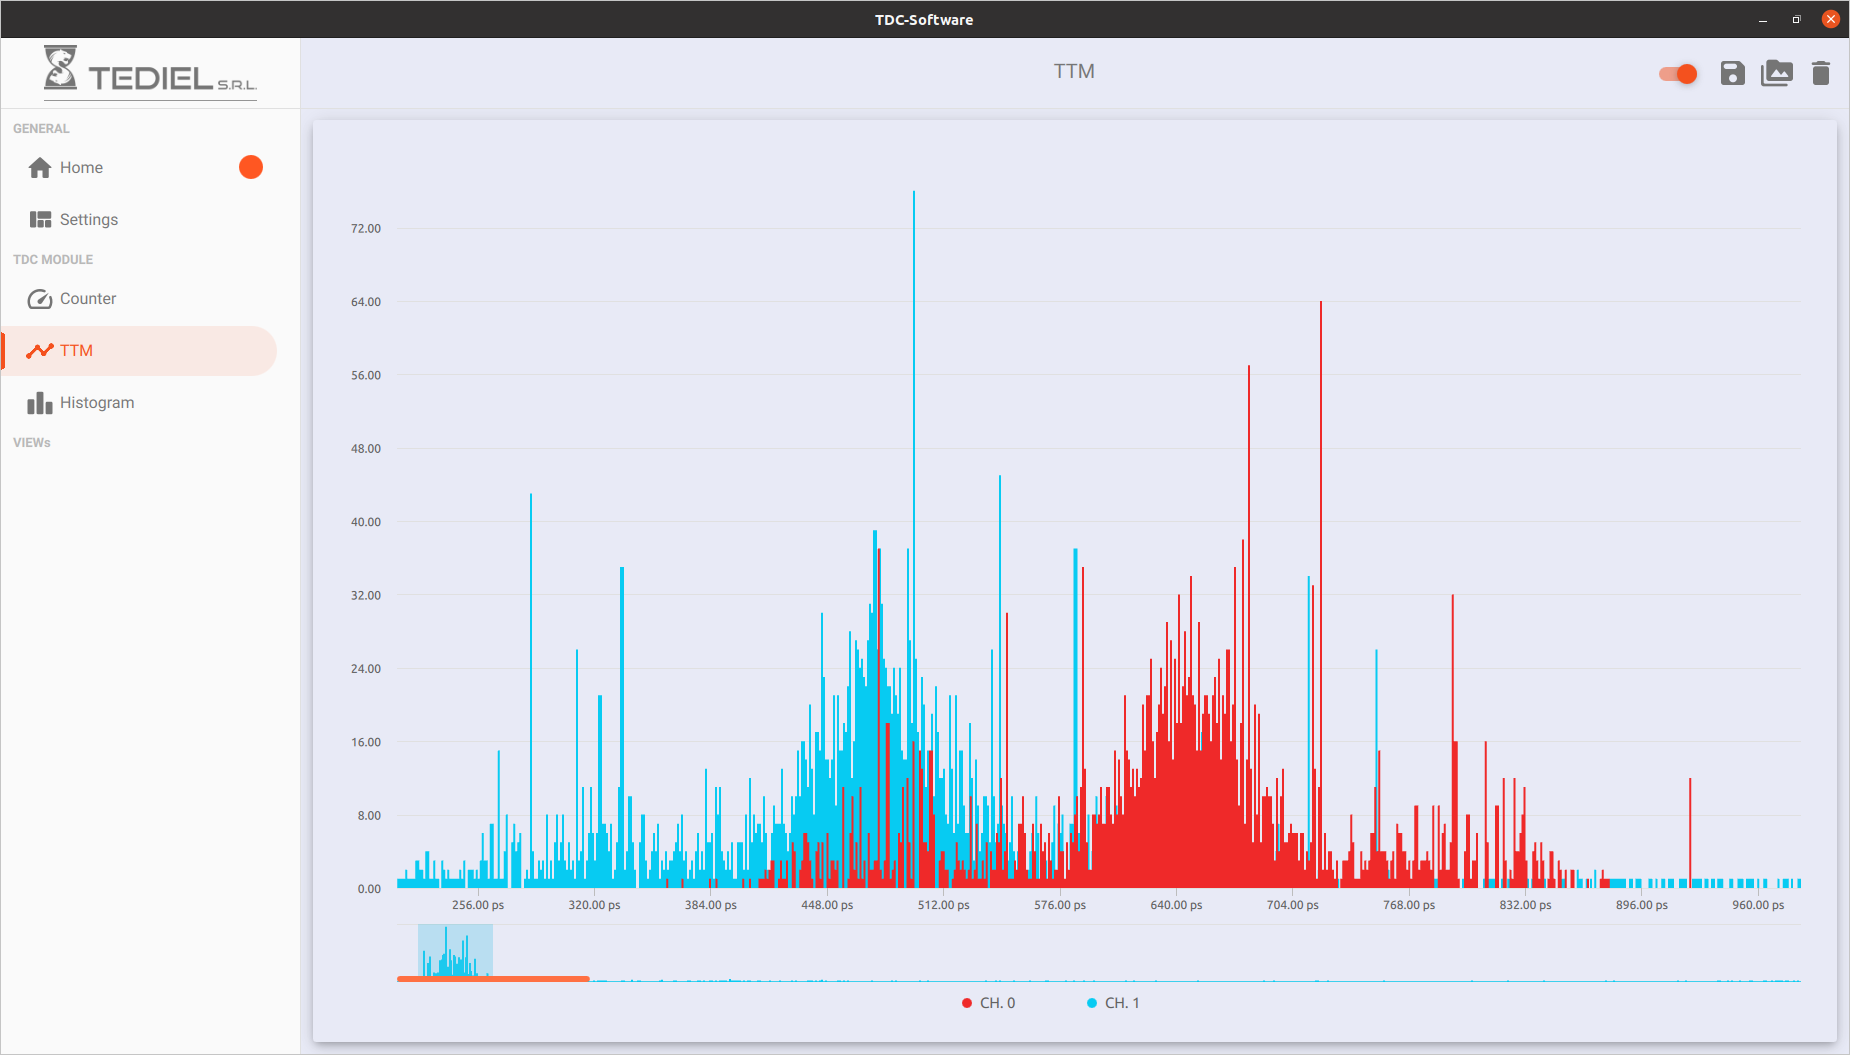 TDC-Software
TEDIEL S.R.L.
TTM
GENERAL
Home
Settings
TDC MODULE
Counter
TTM
Histogram
VIEWs
72.00
64.00
56.00
48.00
40.00
32.00
24.00
16.00
8.00
0.00
256.00 ps 320.00 ps 384.00 ps 448.00 ps 512.00 ps 576.00 ps 640.00 ps 704.00 ps 768.00 ps 832.00 ps 896.00 ps 960.00 ps
CH. 0 CH. 1